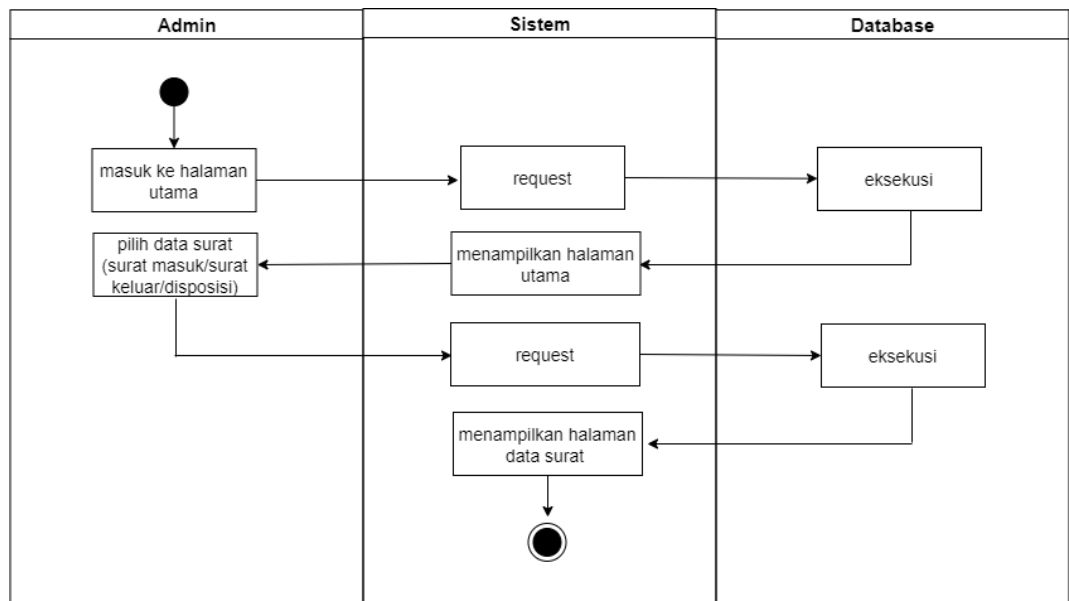 Admin
Sistem
Database
masuk ke halaman
utama
request
eksekusi
pilih data surat
(surat masuk/surat
keluar/disposisi)
menampilkan halaman
utama
request
eksekusi
menampilkan halaman
data surat